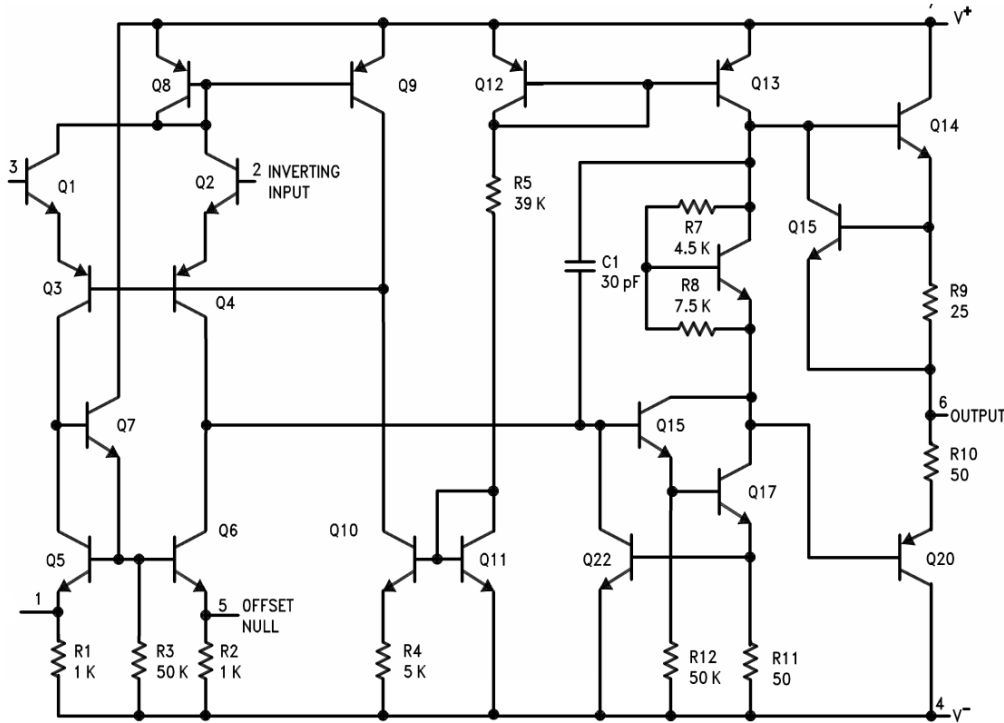 7 V+
Q8
Q9
Q12
Q13
Q14
3
Q1
Q2
2 INVERTING
INPUT
R5
39 K
R7
4.5 K
Q15
C1
30 pF
R8
7.5 K
Q3
Q4
R9
25
6
OUTPUT
Q7
Q15
R10
50
Q17
Q5
Q6
Q10
Q11
Q22
Q20
1
5 OFFSET
NULL
R1
1 K
R3
50 K
R2
1 K
R4
5 K
R12
50 K
R11
50
4
V-